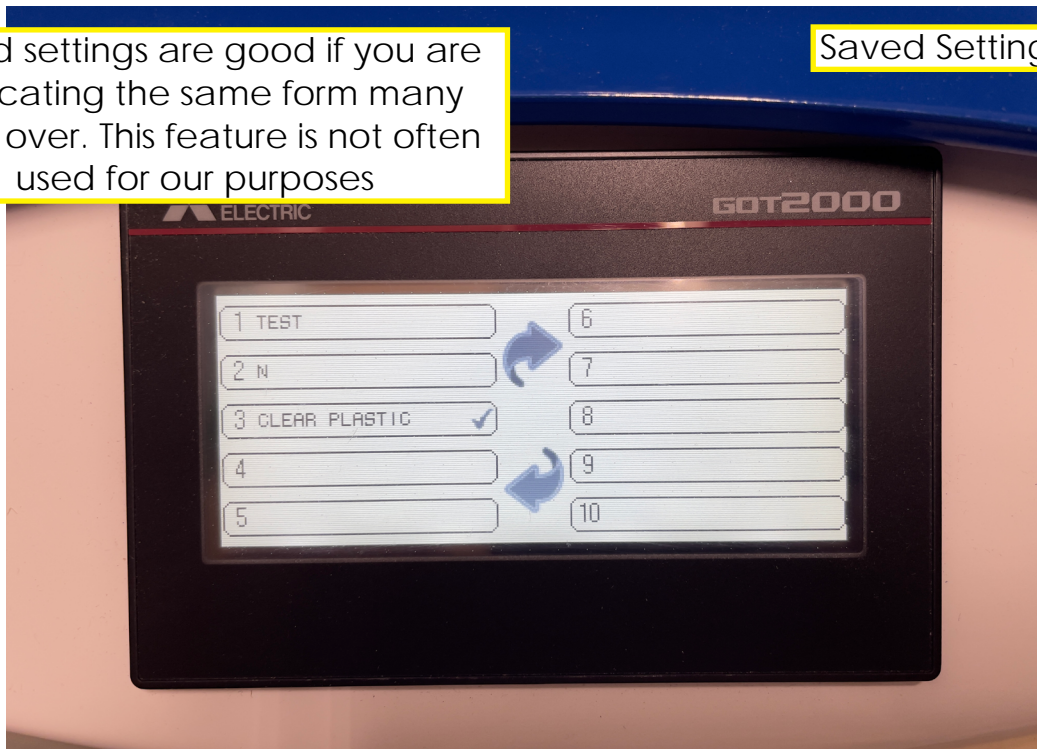 d settings are good if you are
cating the same form many
over. This feature is not often
used for our purposes
Saved Setting
ELECTRIC
GOT2000
1 TEST
2 N
3 CLEAR PLASTIC ✓
4
5
6
7
8
9
10